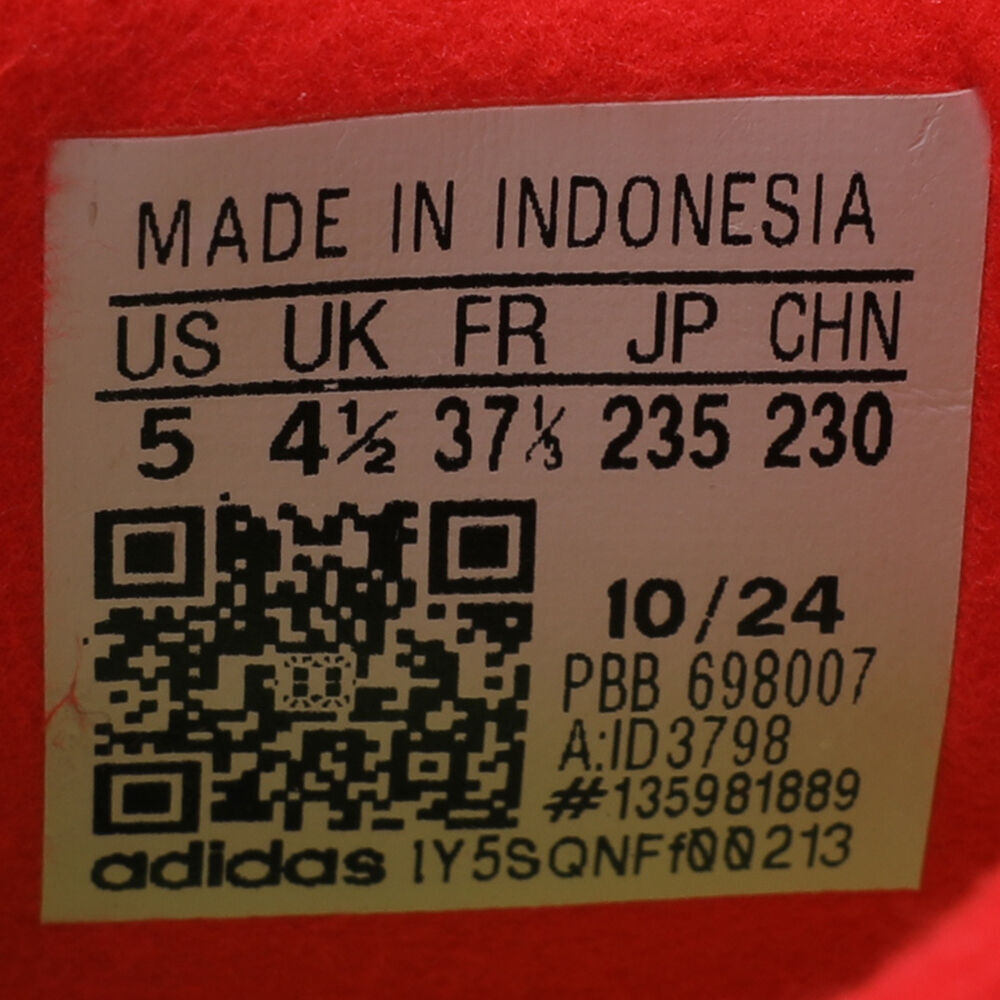 MADE IN INDONESIA
US UK FR JP CHN
5 4½ 37⅓ 235 230
10/24
PBB 698007
A:ID3798
#135981889
adidas 1Y5SQNFf00213